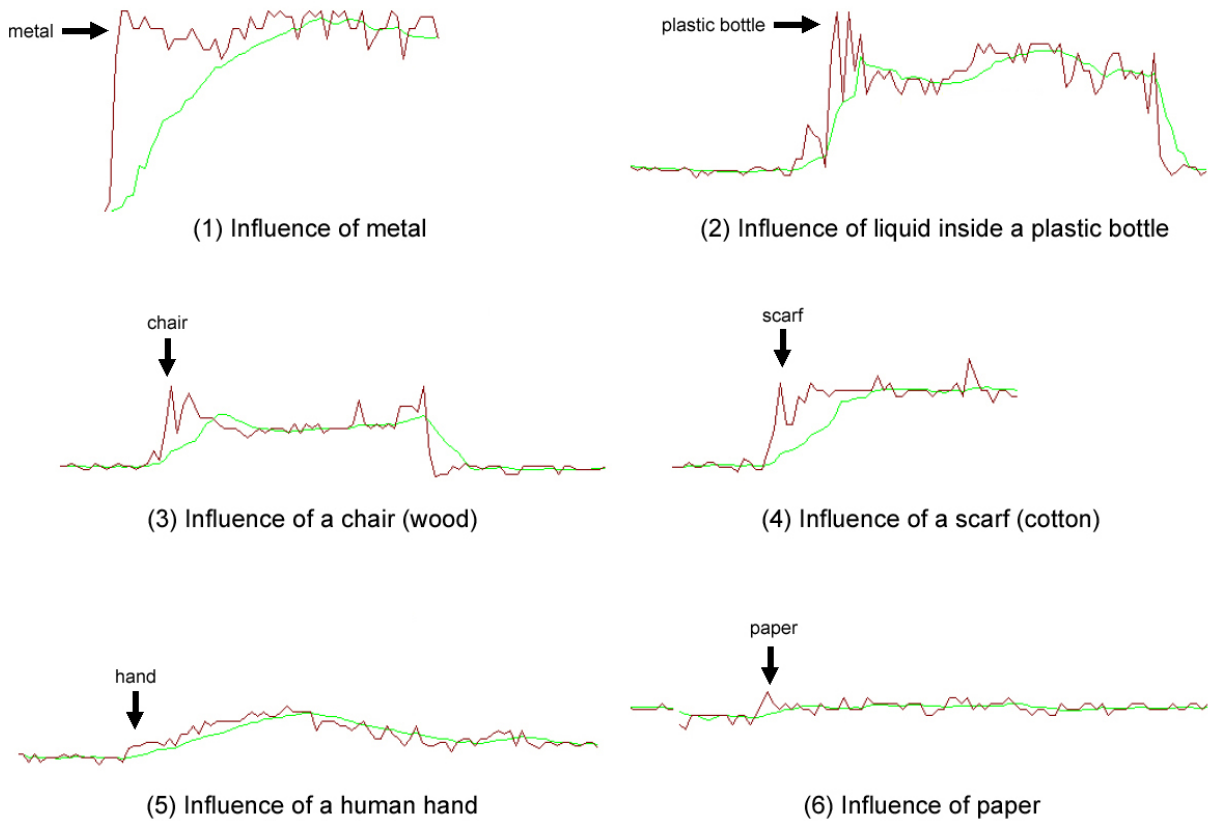 metal
plastic bottle
(1) Influence of metal
(2) Influence of liquid inside a plastic bottle
chair
scarf
(3) Influence of a chair (wood)
(4) Influence of a scarf (cotton)
hand
paper
(5) Influence of a human hand
(6) Influence of paper